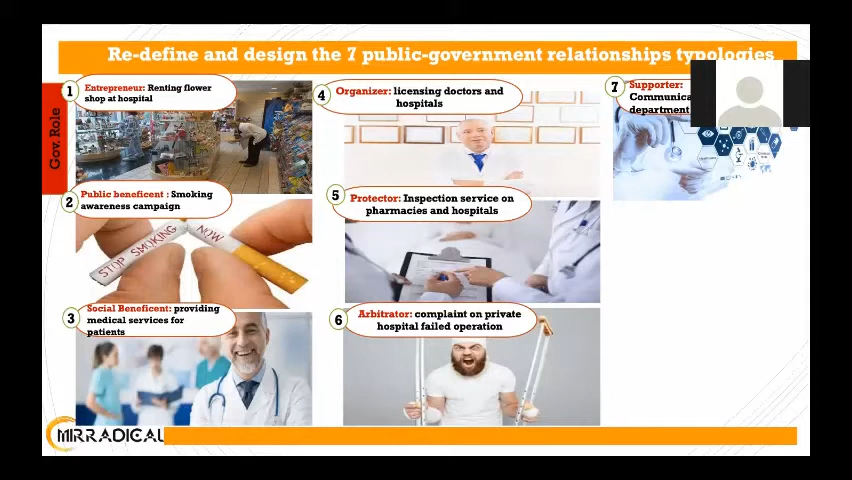 Re-define and design the 7 public-government relationships typologies
Gov. Role
1
Entrepreneur: Renting flower
shop at hospital
2
Public beneficent : Smoking
awareness campaign
STOP SMOKING NOW
3
Social Beneficent: providing
medical services for
patients
4
Organizer: licensing doctors and
hospitals
5
Protector: Inspection service on
pharmacies and hospitals
6
Arbitrator: complaint on private
hospital failed operation
7
Supporter:
department
MIRRADICAL